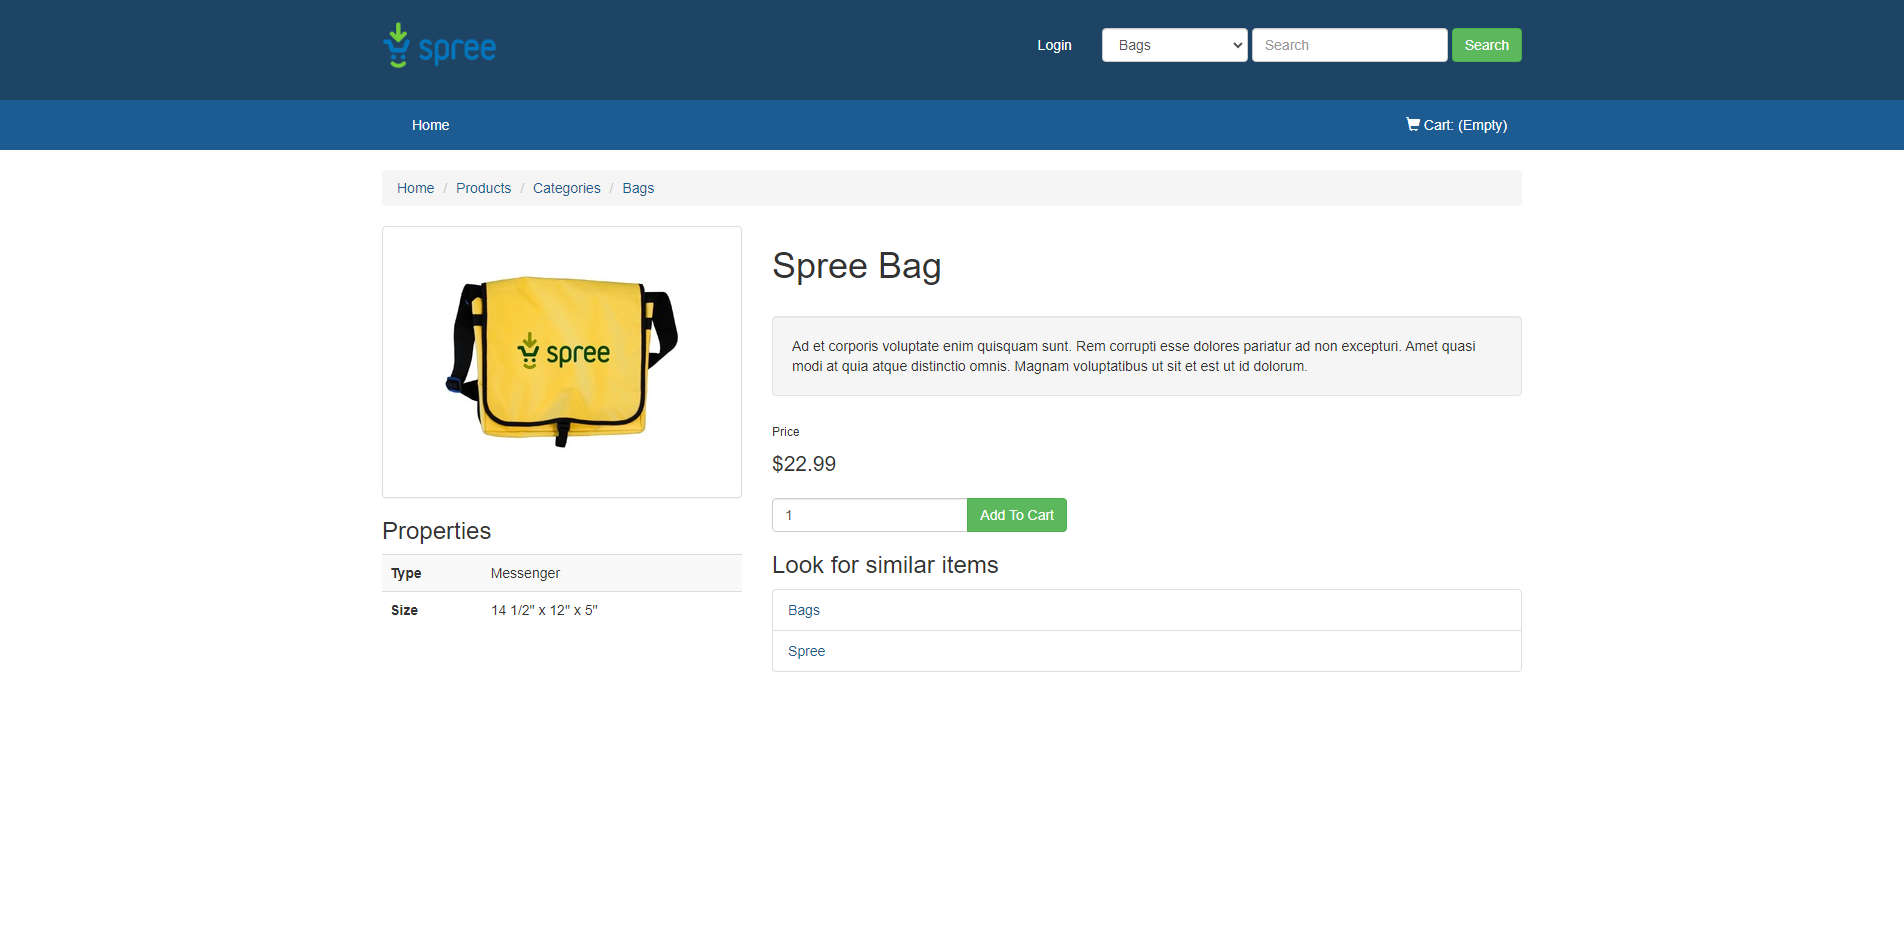 spree
Login
Bags
Search
Search
Home
Cart: (Empty)
Home / Products / Categories / Bags
spree
Spree Bag
Ad et corporis voluptate enim quisquam sunt. Rem corrupti esse dolores pariatur ad non excepturi. Amet quasi
modi at quia atque distinctio omnis. Magnam voluptatibus ut sit et est ut id dolorum.
Price
$22.99
1
Add To Cart
Properties
Type Messenger
Size 14 1/2" x 12" x 5"
Look for similar items
Bags
Spree